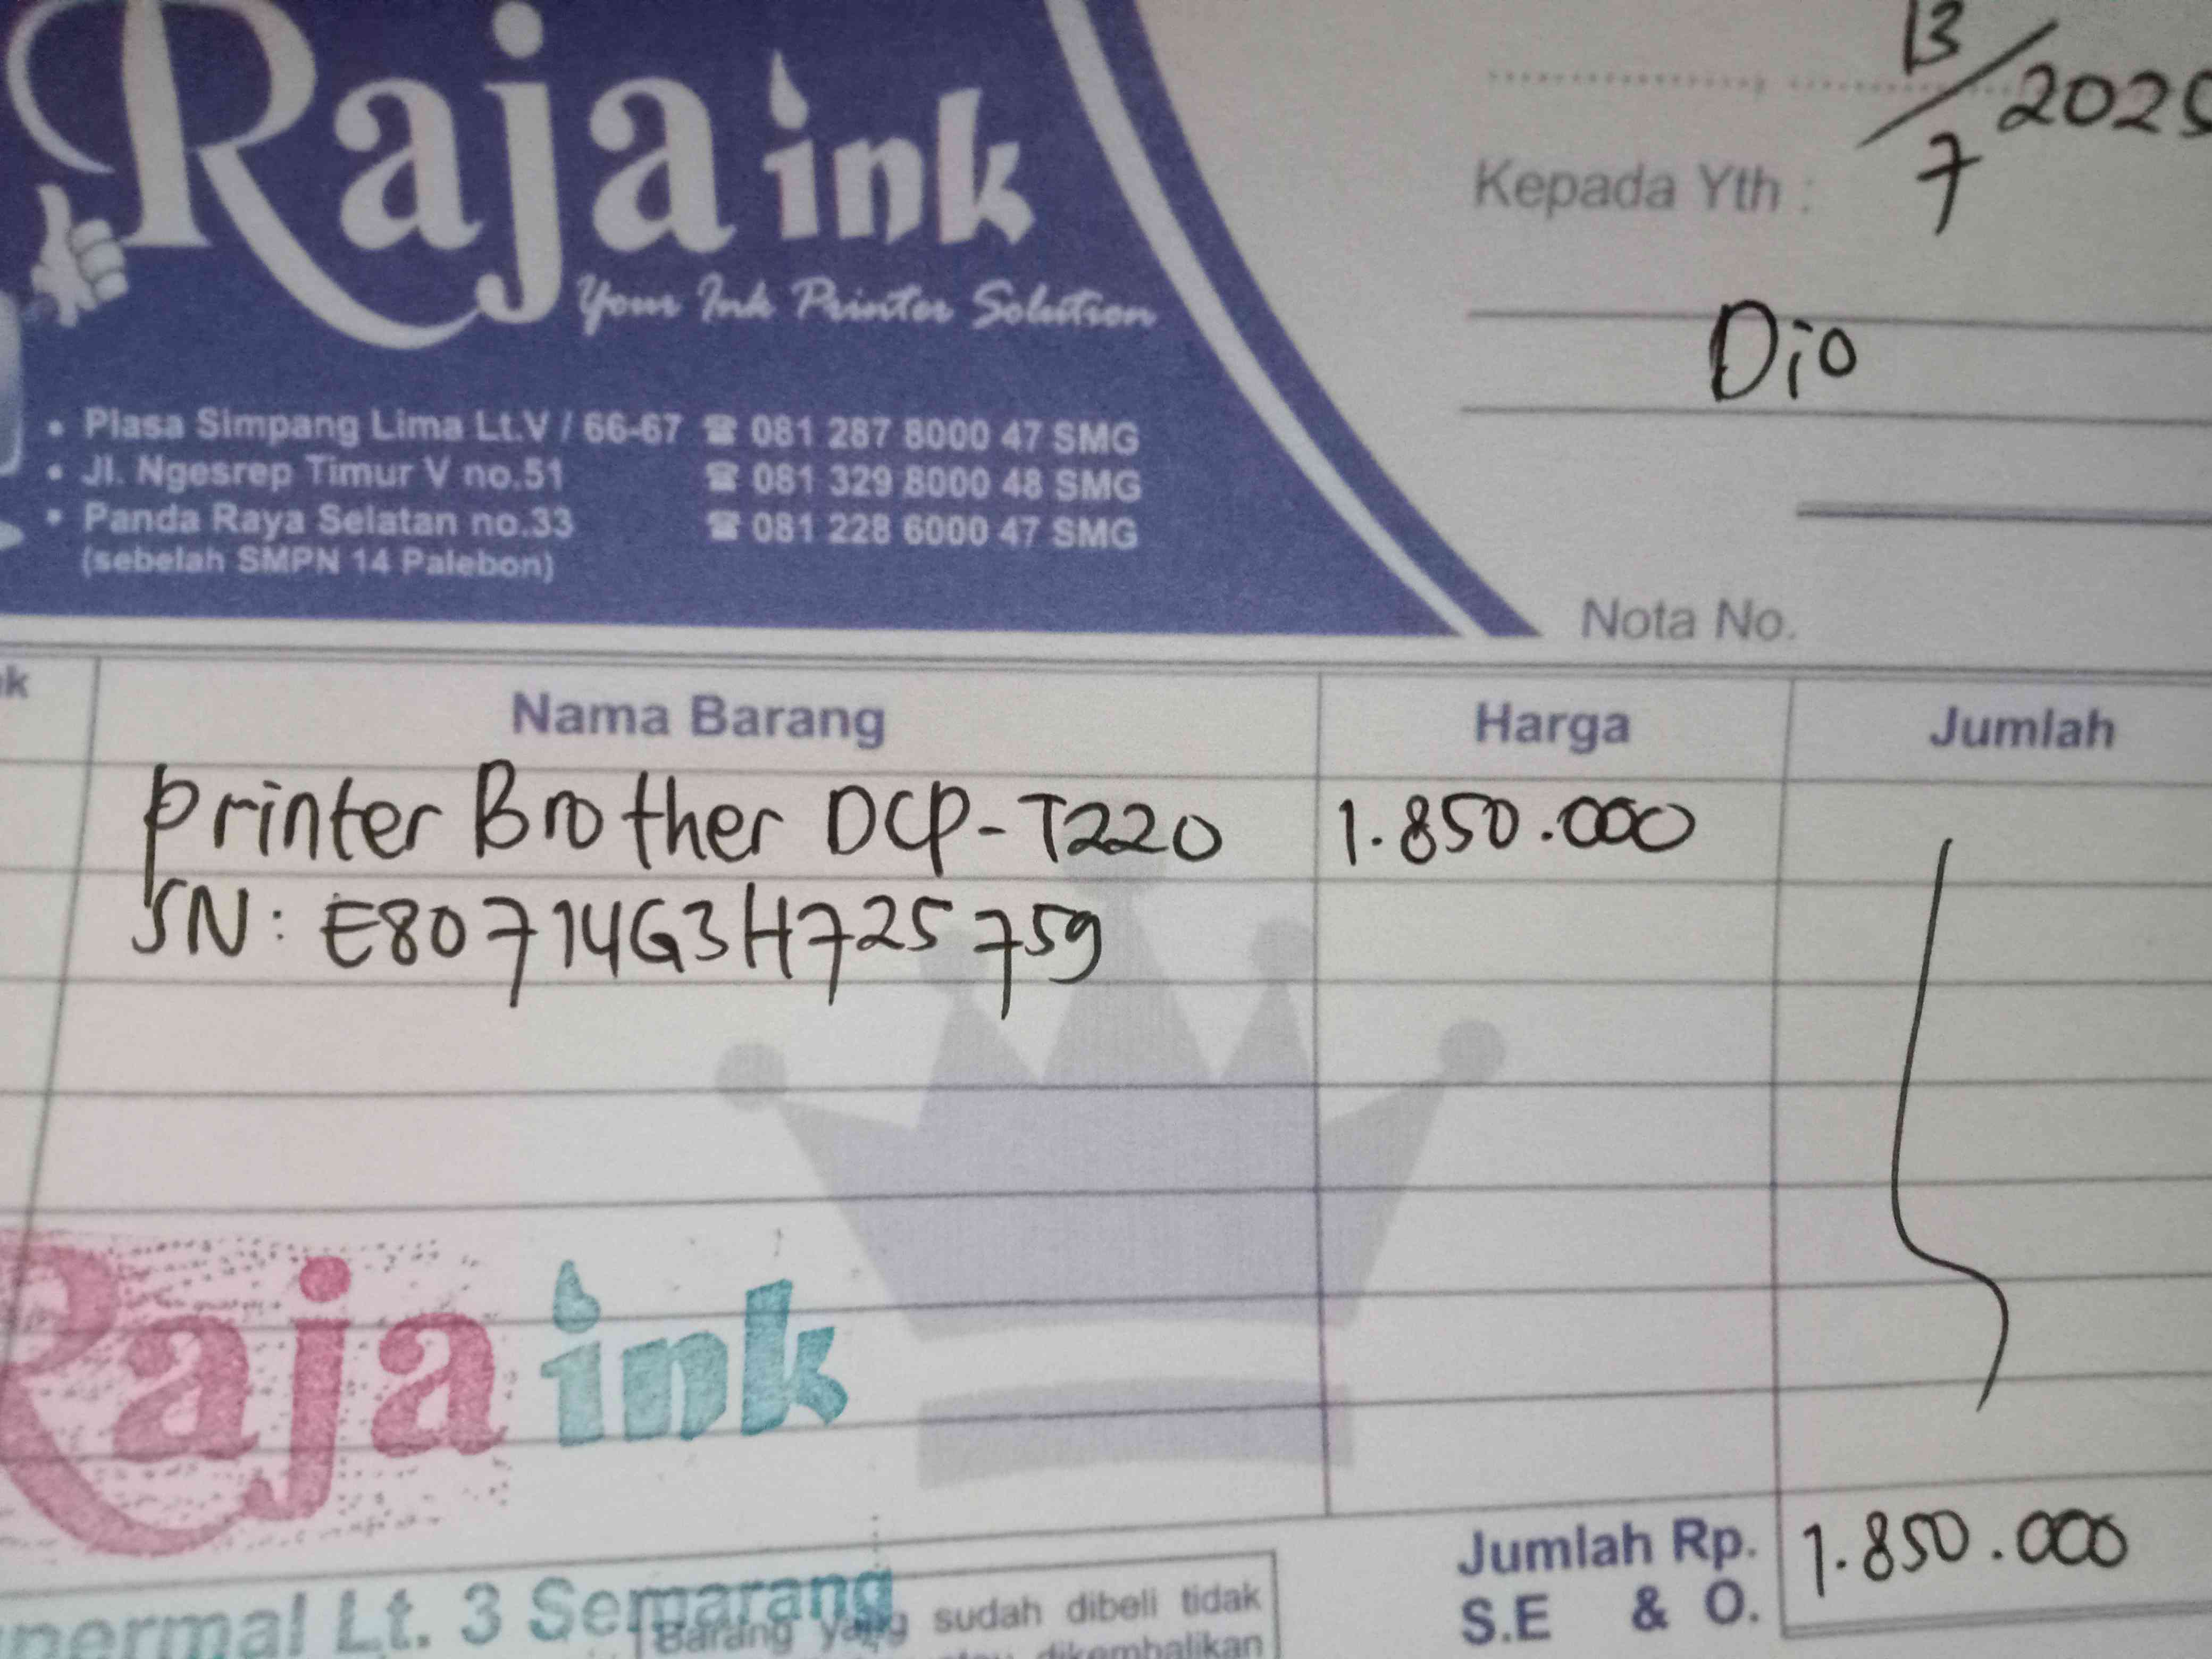 Raja ink
Your Ink Printer Solution
• Plasa Simpang Lima Lt.V / 66-67 ☎ 081 287 8000 47 SMG
• Jl. Ngesrep Timur V no.51 ☎ 081 329 8000 48 SMG
• Panda Raya Selatan no.33 ☎ 081 228 6000 47 SMG
(sebelah SMPN 14 Palebon)
13/7 2025
Kepada Yth :
Dio
Nota No.
k Nama Barang Harga Jumlah
Printer Brother DCP-T220 1.850.000
SN: E80714G3H725759
Raja ink
permal Lt. 3 Semarang
Barang yang sudah dibeli tidak
dikembalikan
Jumlah Rp. 1.850.000
S.E & O.